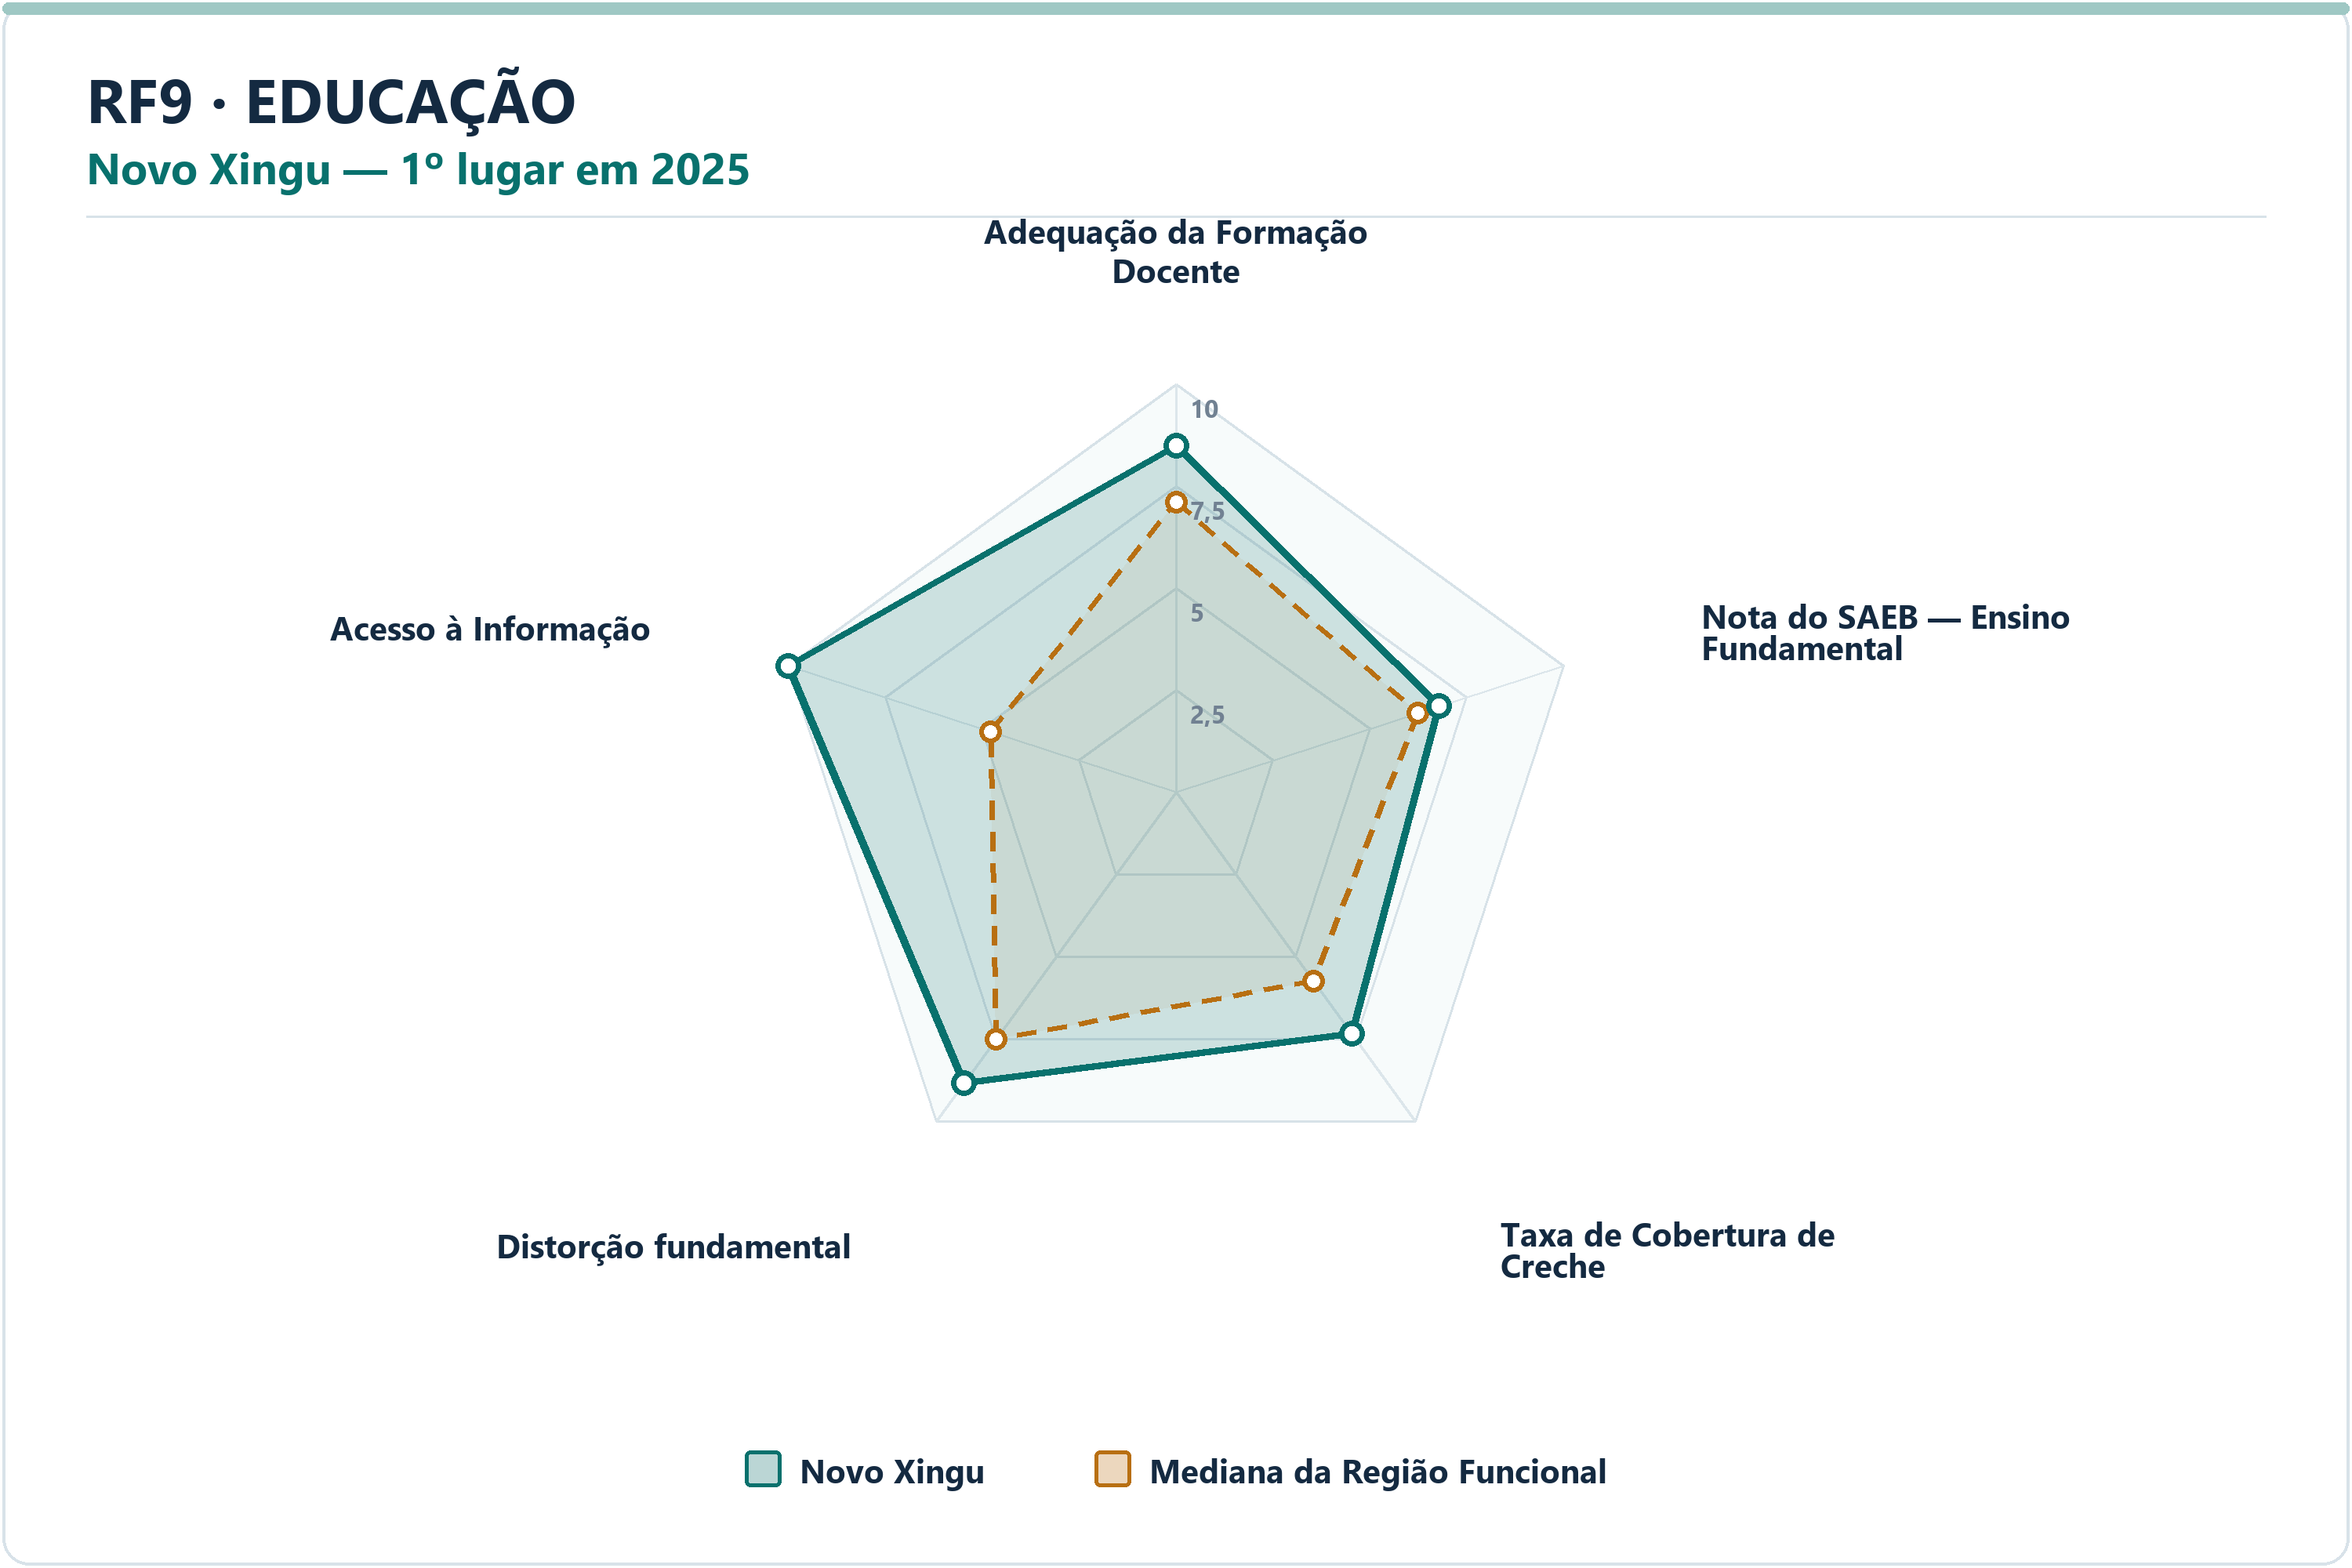 RF9 · EDUCAÇÃO
Novo Xingu — 1º lugar em 2025
Adequação da Formação
Docente
10
7,5
5
2,5
Acesso à Informação
Nota do SAEB — Ensino
Fundamental
Distorção fundamental
Taxa de Cobertura de
Creche
Novo Xingu
Mediana da Região Funcional